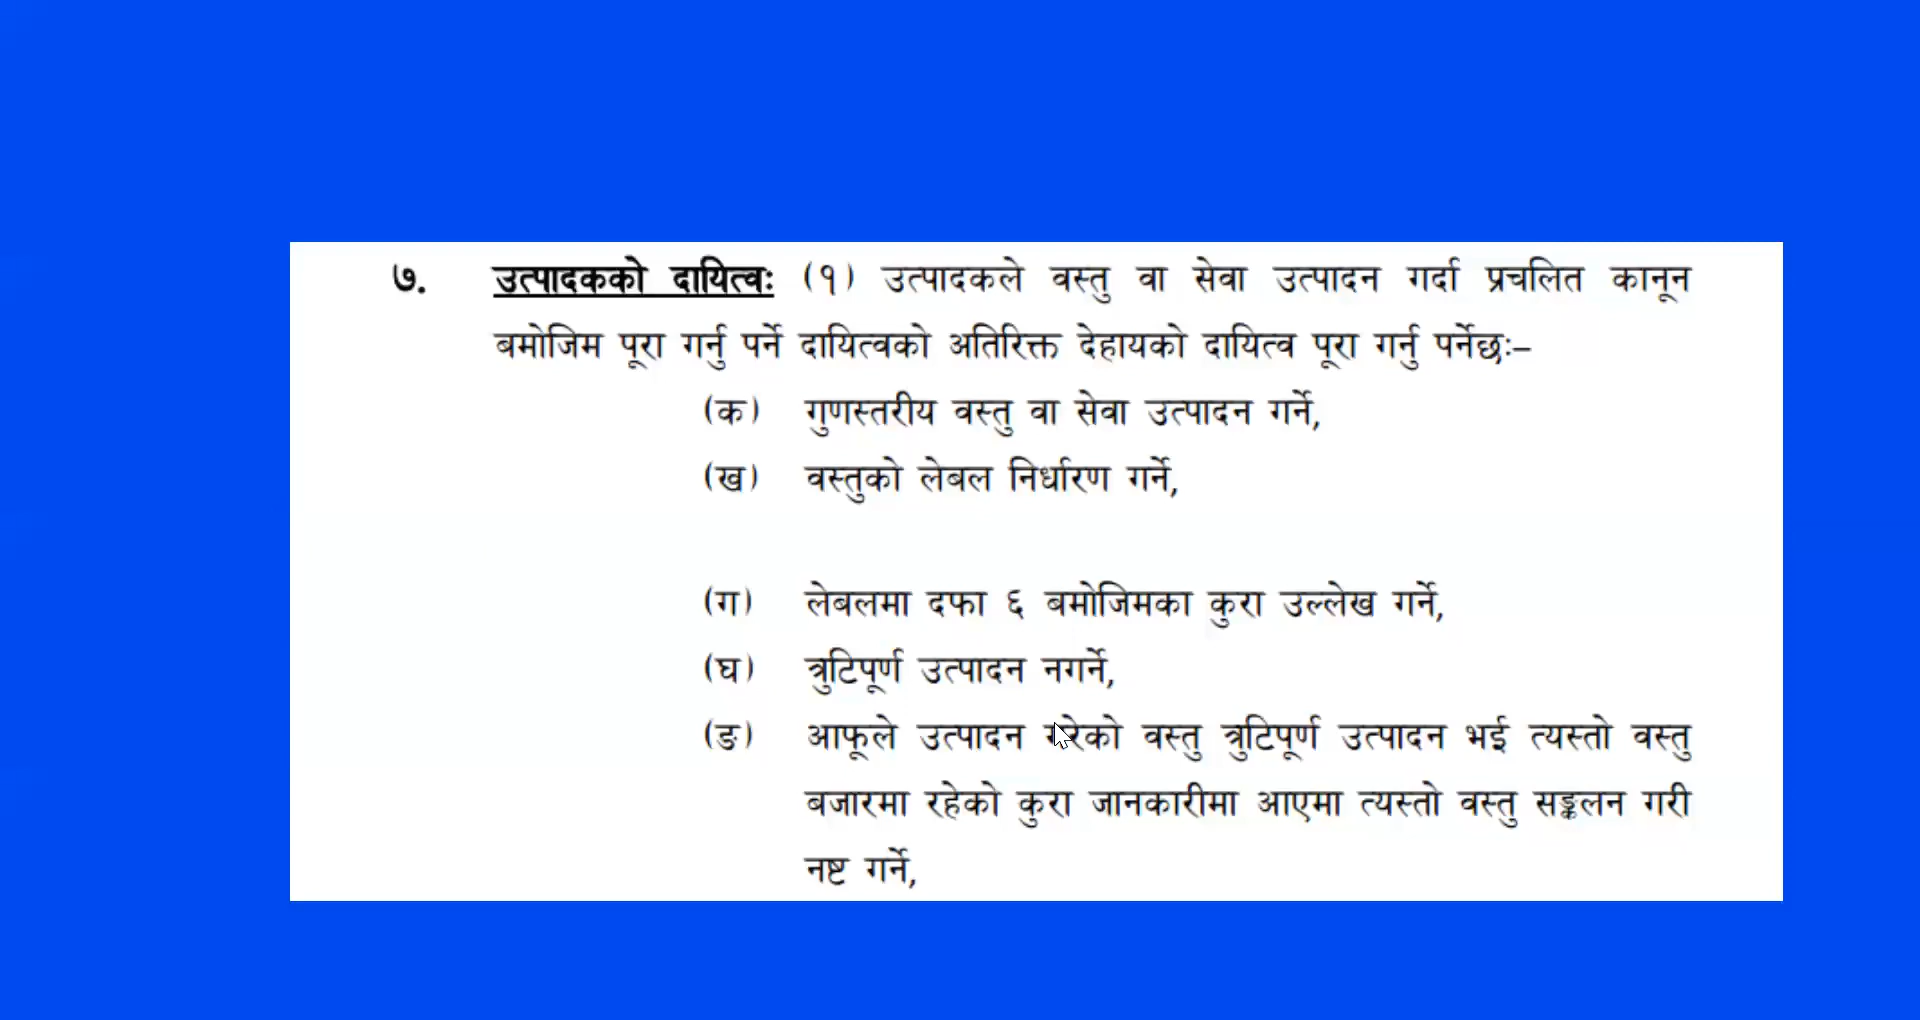 ७. उत्पादकको दायित्वः (१) उत्पादकले वस्तु वा सेवा उत्पादन गर्दा प्रचलित कानून
बमोजिम पूरा गर्नु पर्ने दायित्वको अतिरिक्त देहायको दायित्व पूरा गर्नु पर्नेछः–
(क) गुणस्तरीय वस्तु वा सेवा उत्पादन गर्ने,
(ख) वस्तुको लेबल निर्धारण गर्ने,
(ग) लेबलमा दफा ६ बमोजिमका कुरा उल्लेख गर्ने,
(घ) त्रुटिपूर्ण उत्पादन नगर्ने,
(ङ) आफूले उत्पादन गरेको वस्तु त्रुटिपूर्ण उत्पादन भई त्यस्तो वस्तु
बजारमा रहेको कुरा जानकारीमा आएमा त्यस्तो वस्तु सङ्कलन गरी
नष्ट गर्ने,